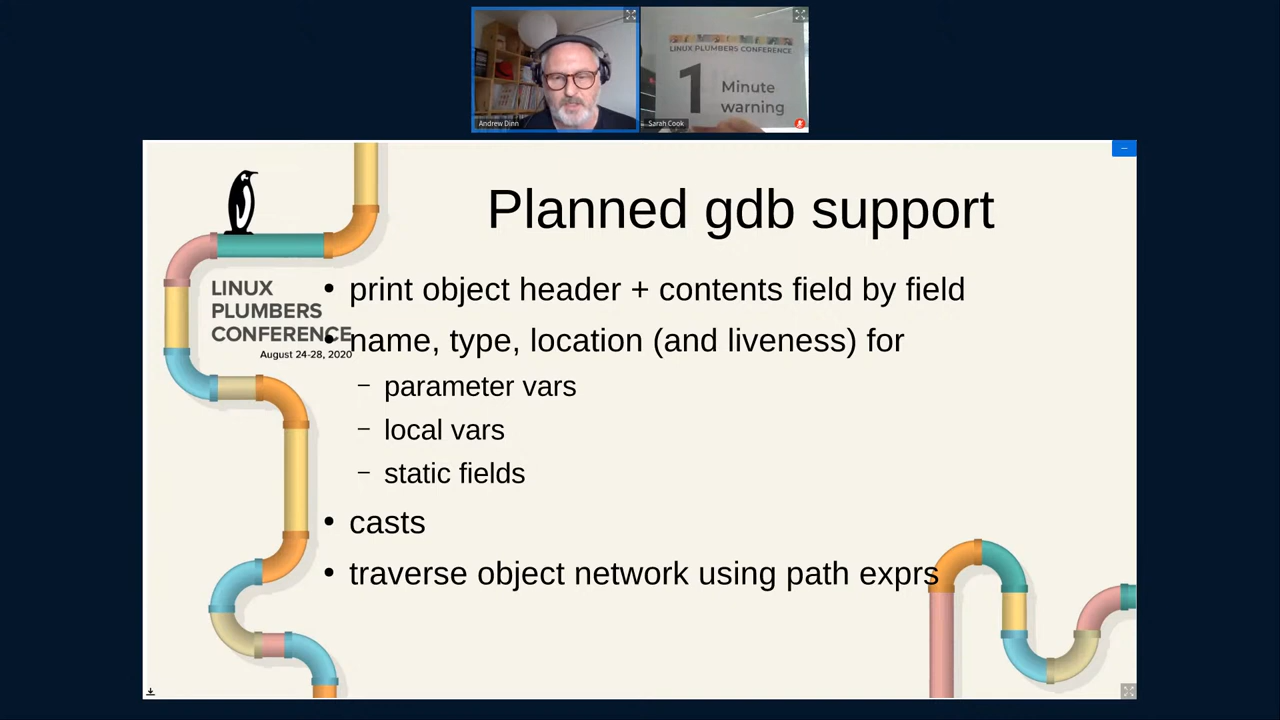 LINUX PLUMBERS CONFERENCE
1 Minute
warning
Andrew Dinn
Sarah Cook
Planned gdb support
LINUX
PLUMBERS
CONFERENCE
August 24-28, 2020
• print object header + contents field by field
• name, type, location (and liveness) for
– parameter vars
– local vars
– static fields
• casts
• traverse object network using path exprs